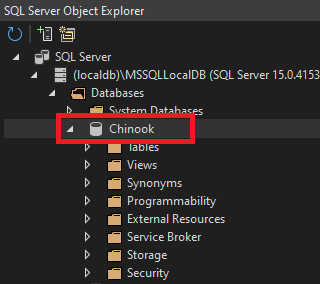 SQL Server Object Explorer
SQL Server
(localdb)\MSSQLLocalDB (SQL Server 15.0.4153
Databases
System Databases
Chinook
Tables
Views
Synonyms
Programmability
External Resources
Service Broker
Storage
Security